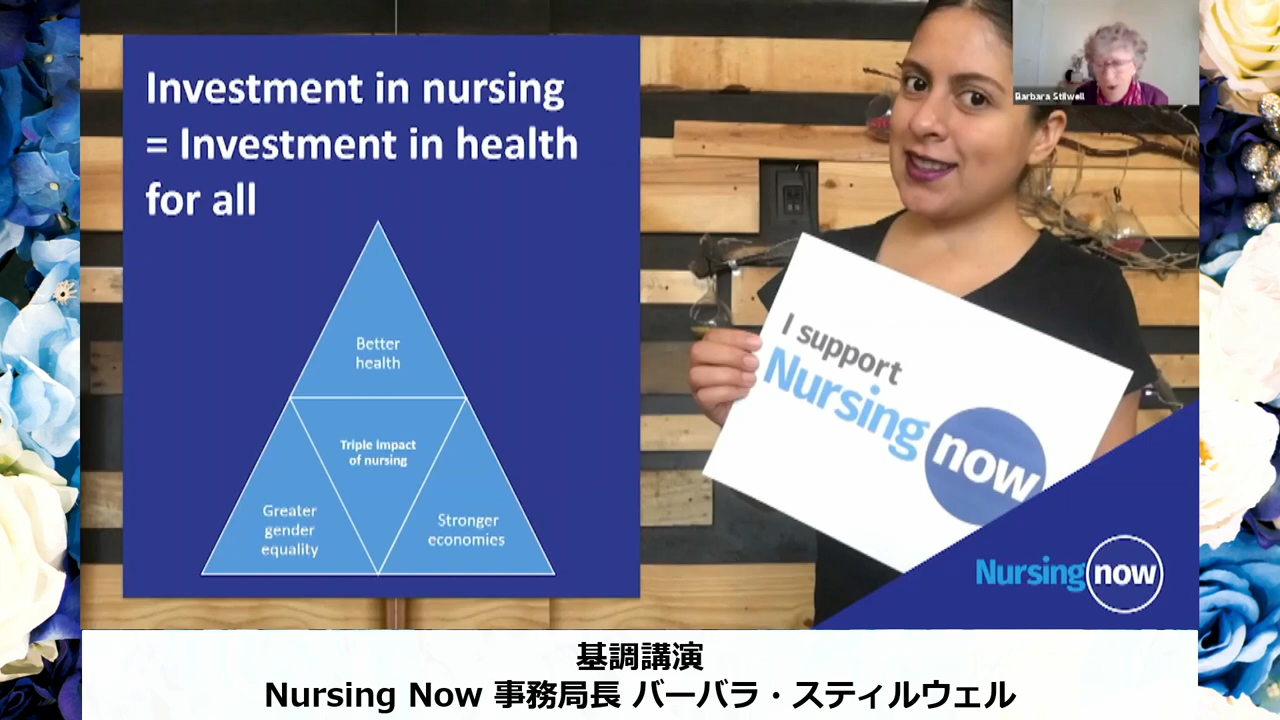 Investment in nursing
= Investment in health
for all
Better
health
Triple impact
of nursing
Greater
gender
equality
Stronger
economies
Barbara Stilwell
I support
Nursing now
Nursing now
基調講演
Nursing Now 事務局長 バーバラ・スティルウェル